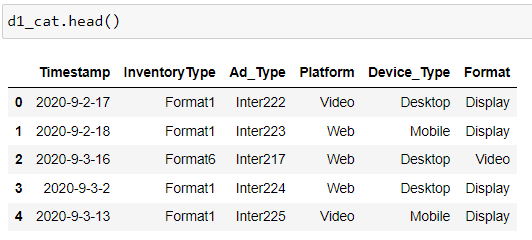 d1_cat.head()
Timestamp InventoryType Ad_Type Platform Device_Type Format
0 2020-9-2-17 Format1 Inter222 Video Desktop Display
1 2020-9-2-18 Format1 Inter223 Web Mobile Display
2 2020-9-3-16 Format6 Inter217 Web Desktop Video
3 2020-9-3-2 Format1 Inter224 Web Desktop Display
4 2020-9-3-13 Format1 Inter225 Video Mobile Display